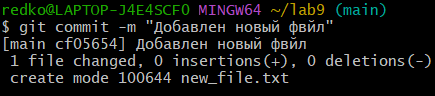 redko@LAPTOP-J4E4SCF0 MINGW64 ~/lab9 (main)
$ git commit -m "Добавлен новый фвйл"
[main cf05654] Добавлен новый фвйл
 1 file changed, 0 insertions(+), 0 deletions(-)
 create mode 100644 new_file.txt